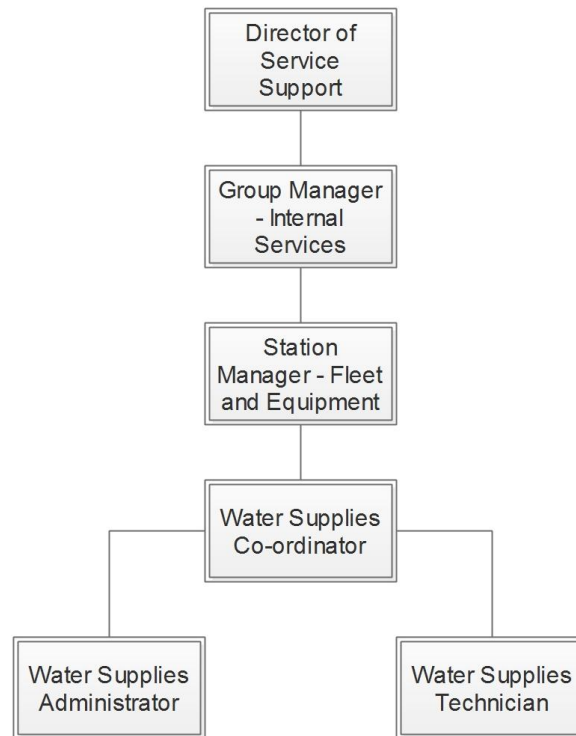 Director of
Service
Support
Group Manager
- Internal
Services
Station
Manager - Fleet
and Equipment
Water Supplies
Co-ordinator
Water Supplies
Administrator
Water Supplies
Technician